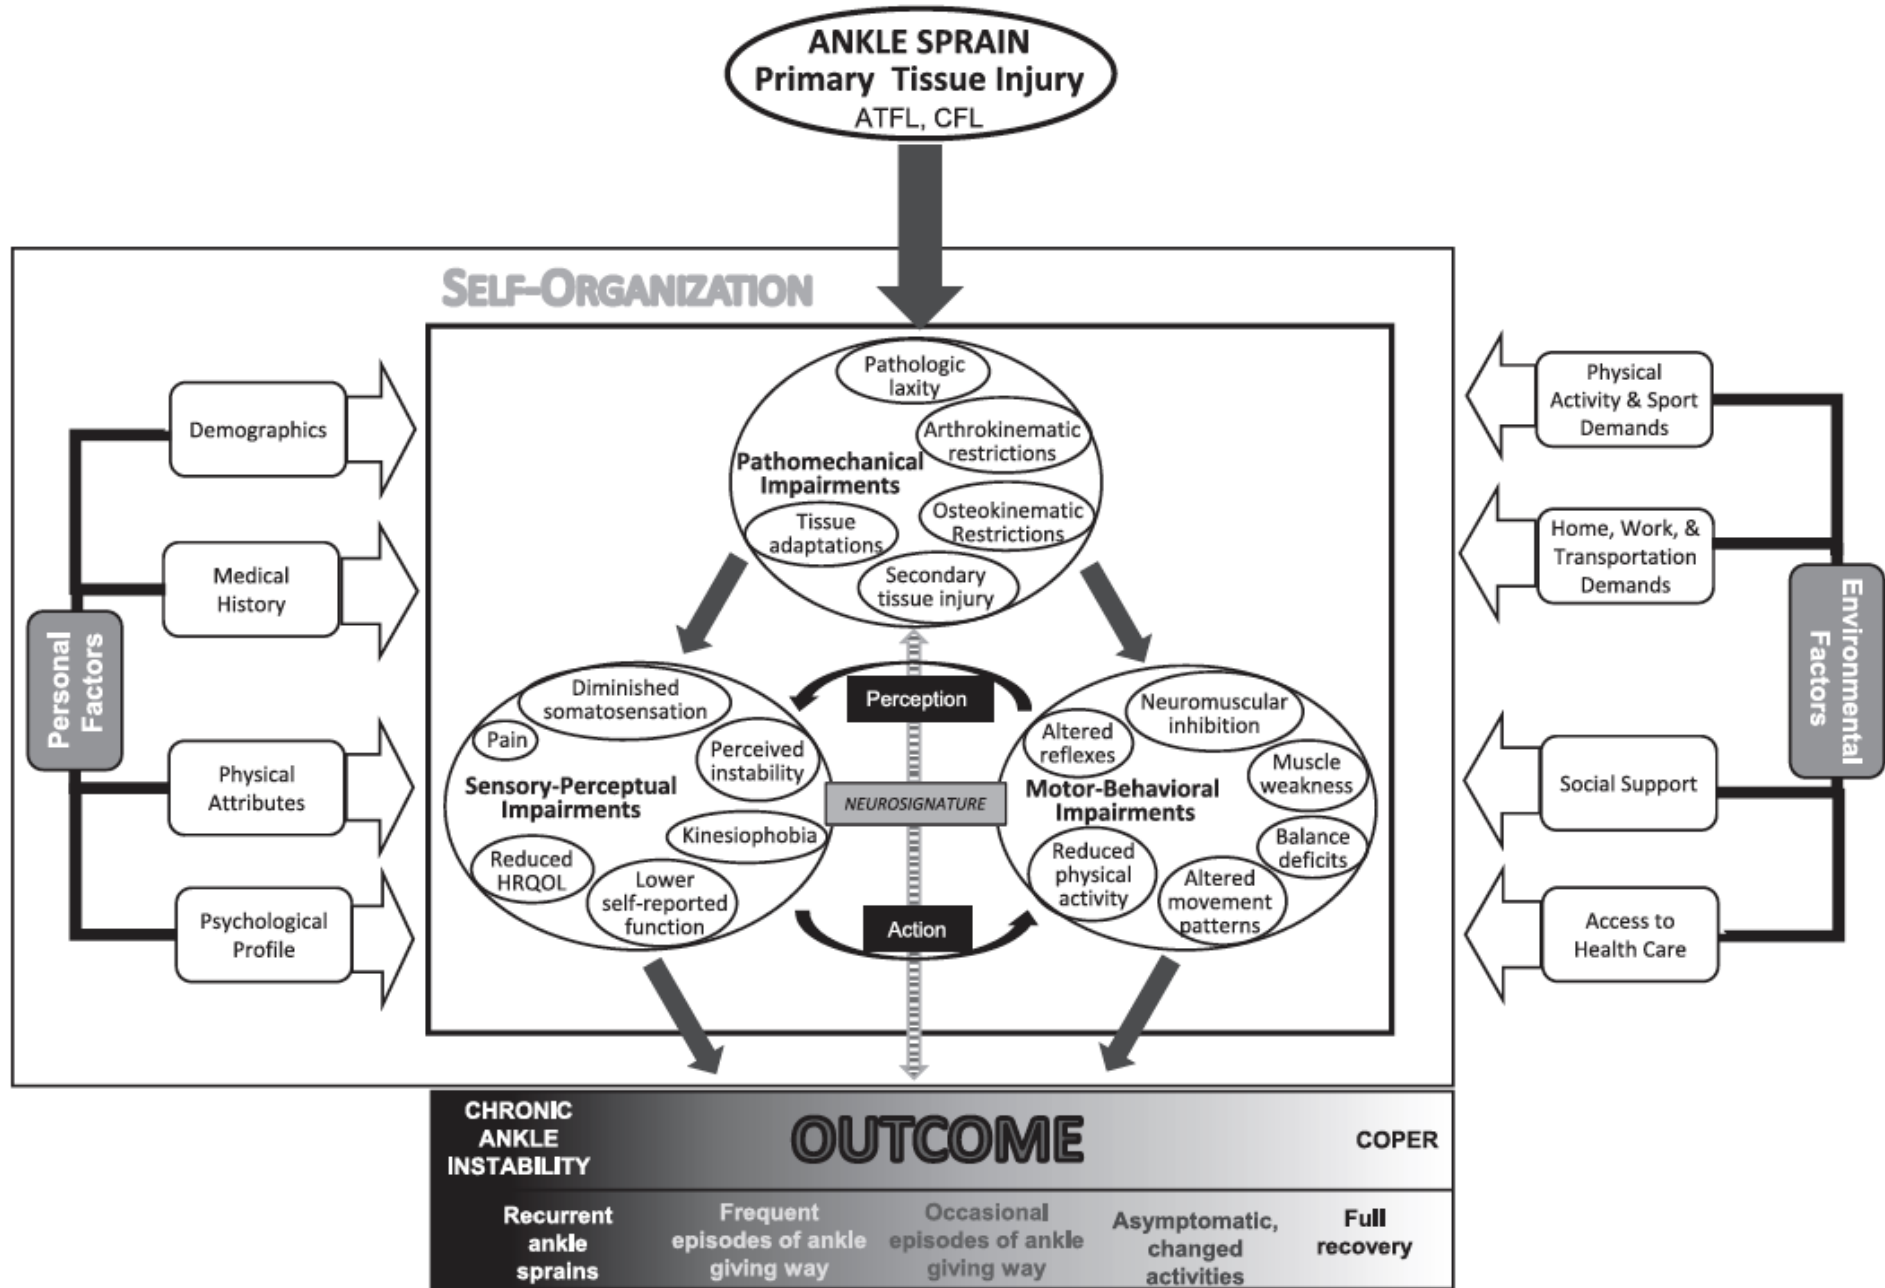 ANKLE SPRAIN
Primary Tissue Injury
ATFL, CFL
SELF-ORGANIZATION
Personal
Factors
Demographics
Medical
History
Physical
Attributes
Psychological
Profile
Pathomechanical
Impairments
Pathologic
laxity
Arthrokinematic
restrictions
Osteokinematic
Restrictions
Tissue
adaptations
Secondary
tissue injury
Sensory-Perceptual
Impairments
Diminished
somatosensation
Pain
Perceived
instability
Kinesiophobia
Reduced
HRQOL
Lower
self-reported
function
Perception
NEUROSIGNATURE
Action
Motor-Behavioral
Impairments
Neuromuscular
inhibition
Altered
reflexes
Muscle
weakness
Balance
deficits
Reduced
physical
activity
Altered
movement
patterns
Physical
Activity & Sport
Demands
Home, Work, &
Transportation
Demands
Social Support
Access to
Health Care
Environmental
Factors
CHRONIC
ANKLE
INSTABILITY
OUTCOME
COPER
Recurrent
ankle
sprains
Frequent
episodes of ankle
giving way
Occasional
episodes of ankle
giving way
Asymptomatic,
changed
activities
Full
recovery